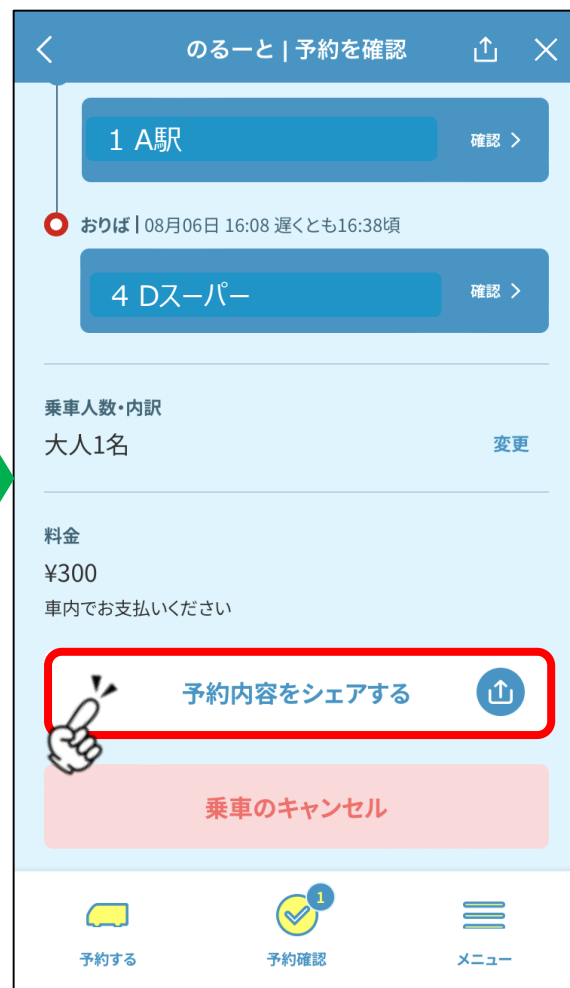 のるーと | 予約を確認
1 A駅
確認
おりば | 08月06日 16:08 遅くとも16:38頃
4 Dスーパー
確認
乗車人数・内訳
大人1名
変更
料金
¥300
車内でお支払いください
予約内容をシェアする
乗車のキャンセル
1
予約する
予約確認
メニュー